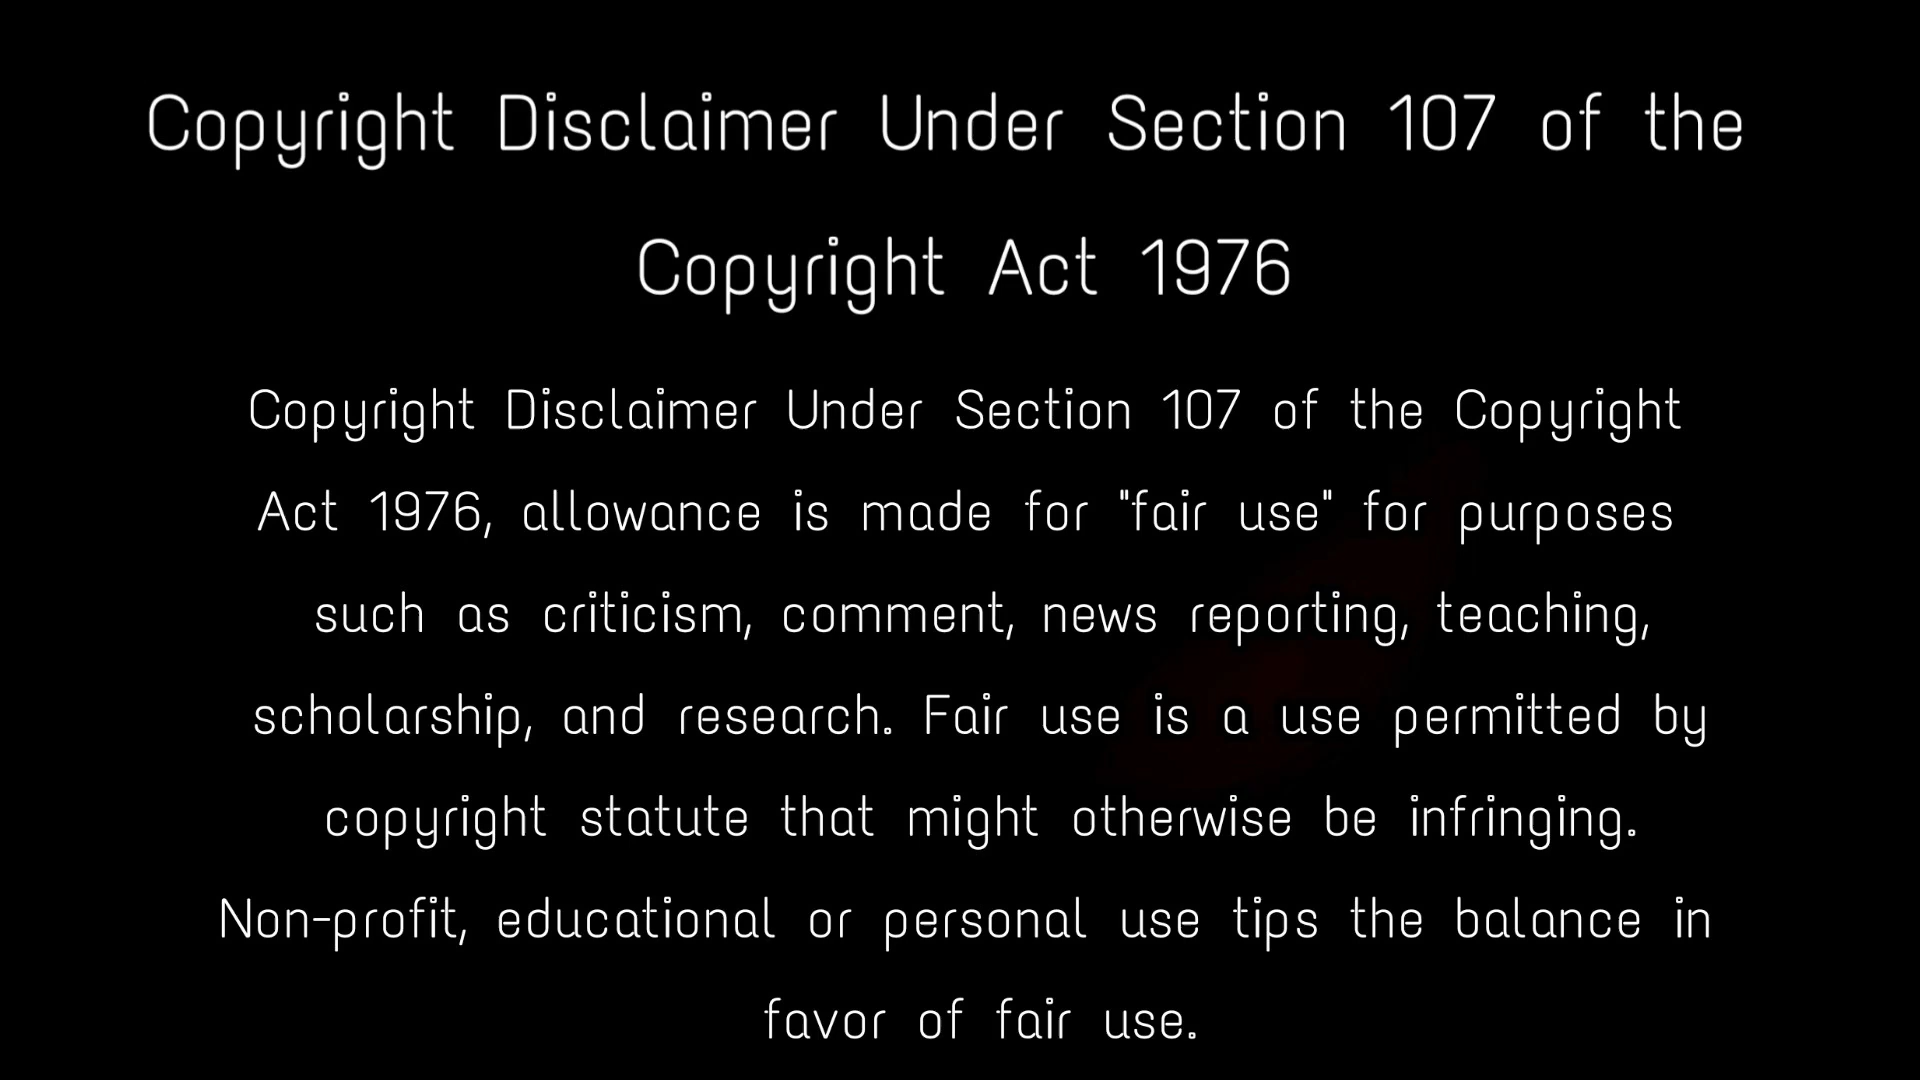 Copyright Disclaimer Under Section 107 of the
Copyright Act 1976
Copyright Disclaimer Under Section 107 of the Copyright
Act 1976, allowance is made for "fair use" for purposes
such as criticism, comment, news reporting, teaching,
scholarship, and research. Fair use is a use permitted by
copyright statute that might otherwise be infringing.
Non-profit, educational or personal use tips the balance in
favor of fair use.